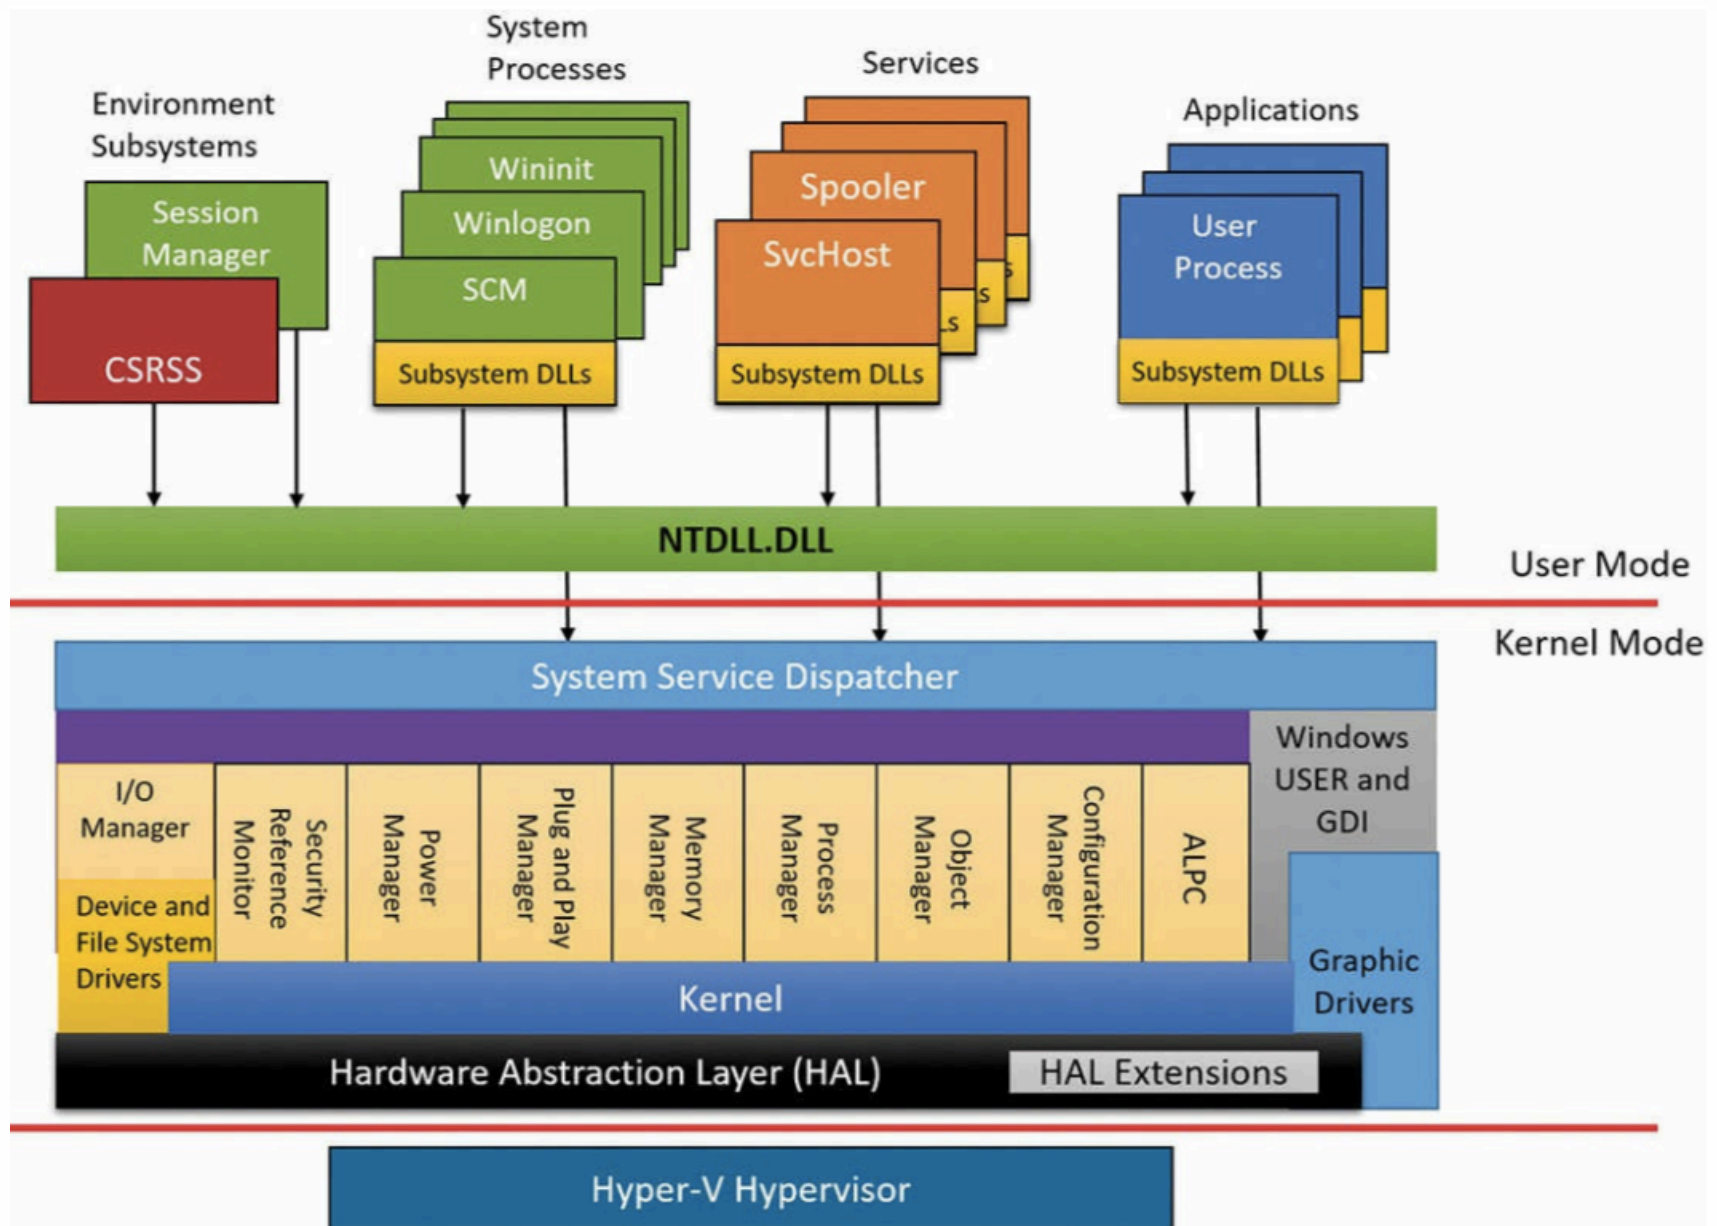 System
Processes
Services
Environment
Subsystems
Applications
Wininit
Spooler
Session
Manager
Winlogon
User
Process
SvcHost
SCM
s
s
Ls
CSRSS
Subsystem DLLs
Subsystem DLLs
Subsystem DLLs
NTDLL.DLL
User Mode
Kernel Mode
System Service Dispatcher
Windows
USER and
GDI
I/O
Manager
Security
Reference
Monitor
Power
Manager
Plug and Play
Manager
Memory
Manager
Process
Manager
Object
Manager
Configuration
Manager
ALPC
Device and
File System
Drivers
Graphic
Drivers
Kernel
Hardware Abstraction Layer (HAL)
HAL Extensions
Hyper-V Hypervisor